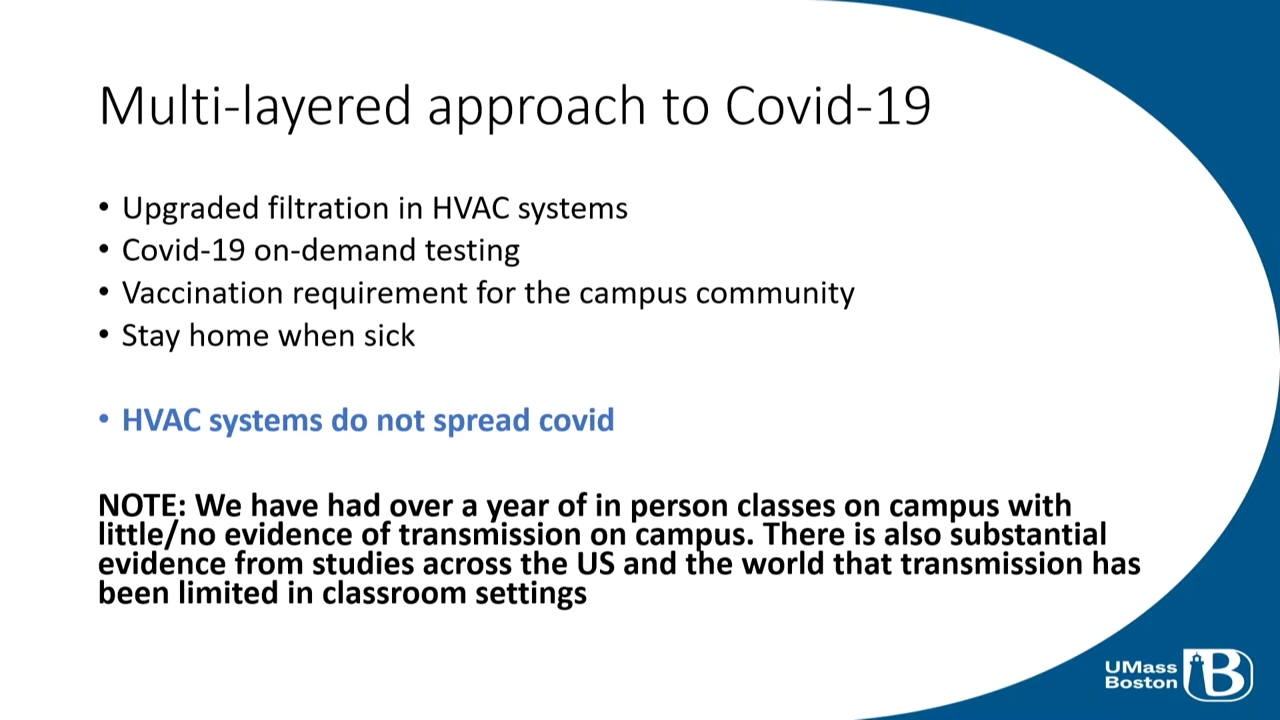 Multi-layered approach to Covid-19
• Upgraded filtration in HVAC systems
• Covid-19 on-demand testing
• Vaccination requirement for the campus community
• Stay home when sick
• HVAC systems do not spread covid
NOTE: We have had over a year of in person classes on campus with
little/no evidence of transmission on campus. There is also substantial
evidence from studies across the US and the world that transmission has
been limited in classroom settings
UMass
Boston
B